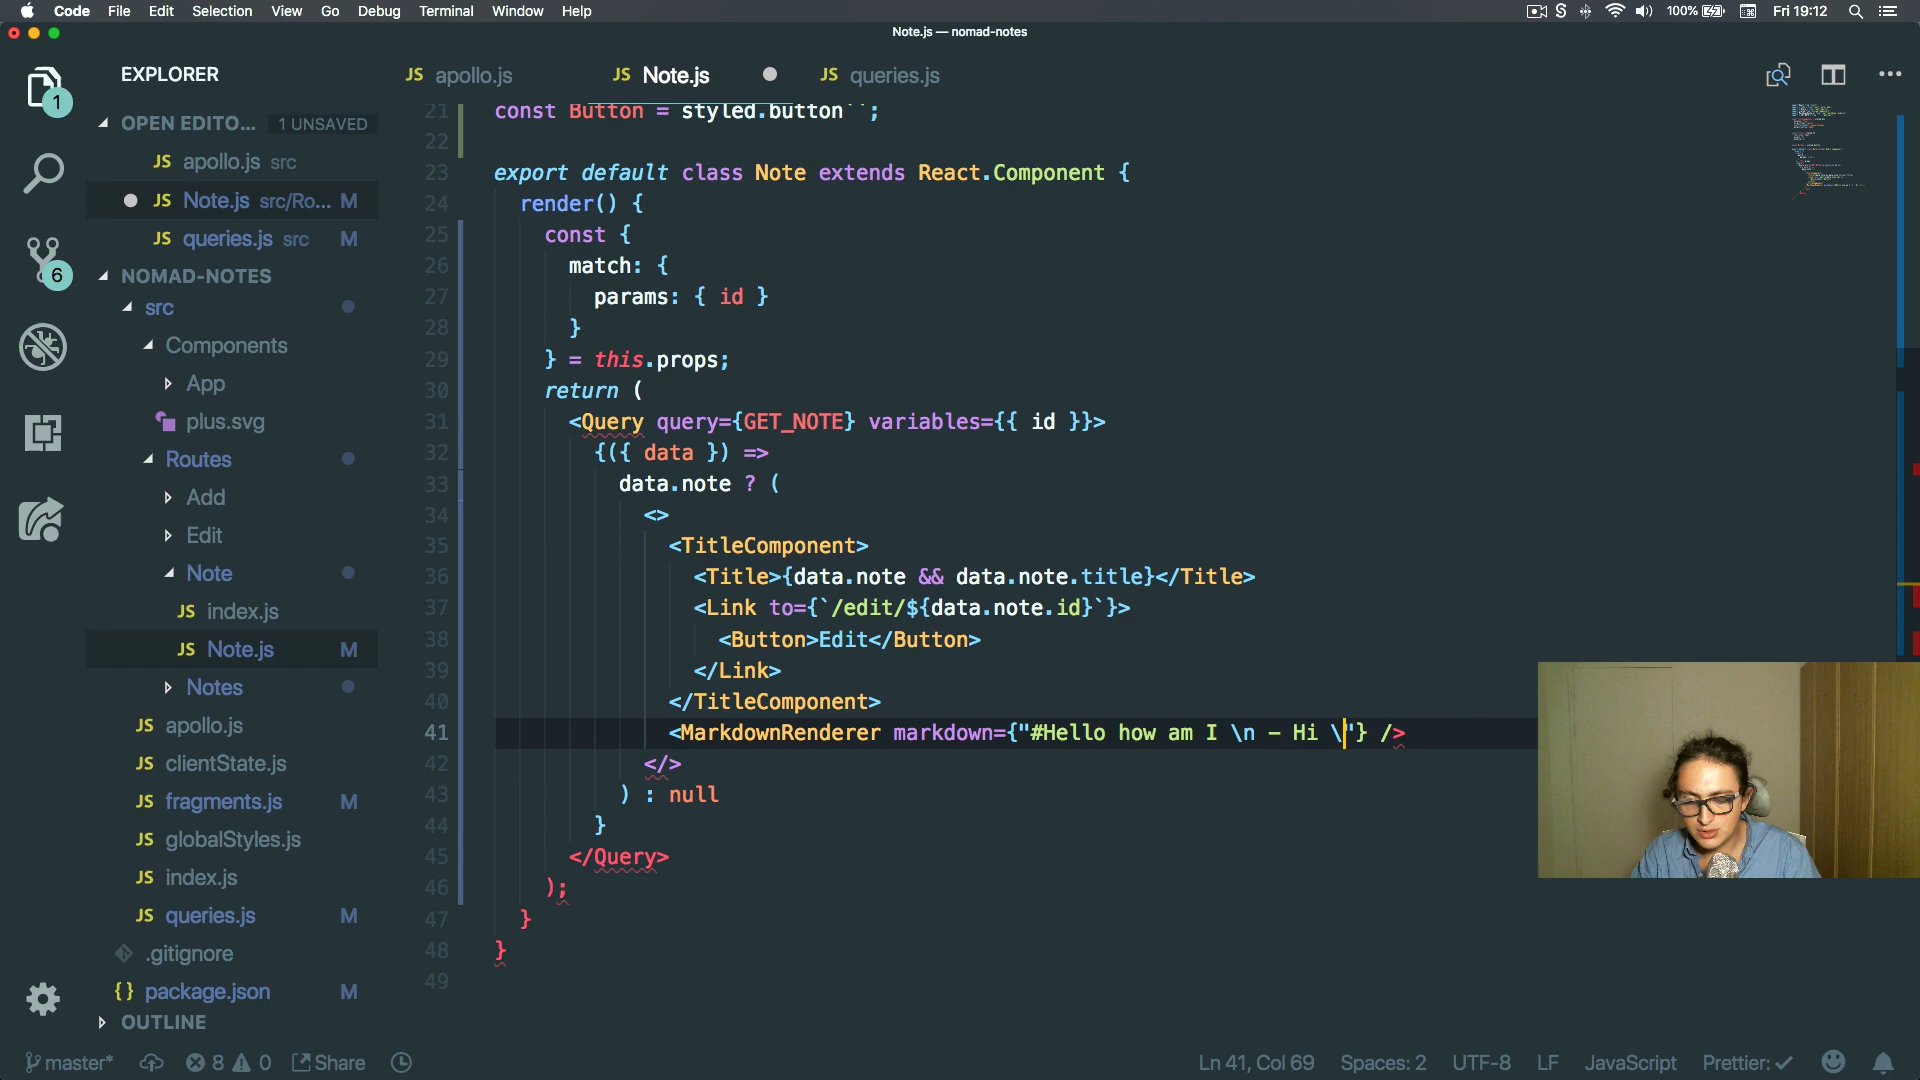 Code File Edit Selection View Go Debug Terminal Window Help 100% Fri 19:12
Note.js — nomad-notes
EXPLORER
JS apollo.js JS Note.js JS queries.js
1
OPEN EDITO... 1 UNSAVED
JS apollo.js src
JS Note.js src/Ro... M
JS queries.js src M
6
NOMAD-NOTES
src
Components
App
plus.svg
Routes
Add
Edit
Note
JS index.js
JS Note.js M
Notes
JS apollo.js
JS clientState.js
JS fragments.js M
JS globalStyles.js
JS index.js
JS queries.js M
.gitignore
{} package.json M
OUTLINE
21 const Button = styled.button``;
22
23 export default class Note extends React.Component {
24 render() {
25 const {
26 match: {
27 params: { id }
28 }
29 } = this.props;
30 return (
31 <Query query={GET_NOTE} variables={{ id }}>
32 {({ data }) =>
33 data.note ? (
34 <>
35 <TitleComponent>
36 <Title>{data.note && data.note.title}</Title>
37 <Link to={`/edit/${data.note.id}`}>
38 <Button>Edit</Button>
39 </Link>
40 </TitleComponent>
41 <MarkdownRenderer markdown={"#Hello how am I \n - Hi \"} />
42 </>
43 ) : null
44 }
45 </Query>
46 );
47 }
48 }
49
master* 8 0 Share Ln 41, Col 69 Spaces: 2 UTF-8 LF JavaScript Prettier: ✓